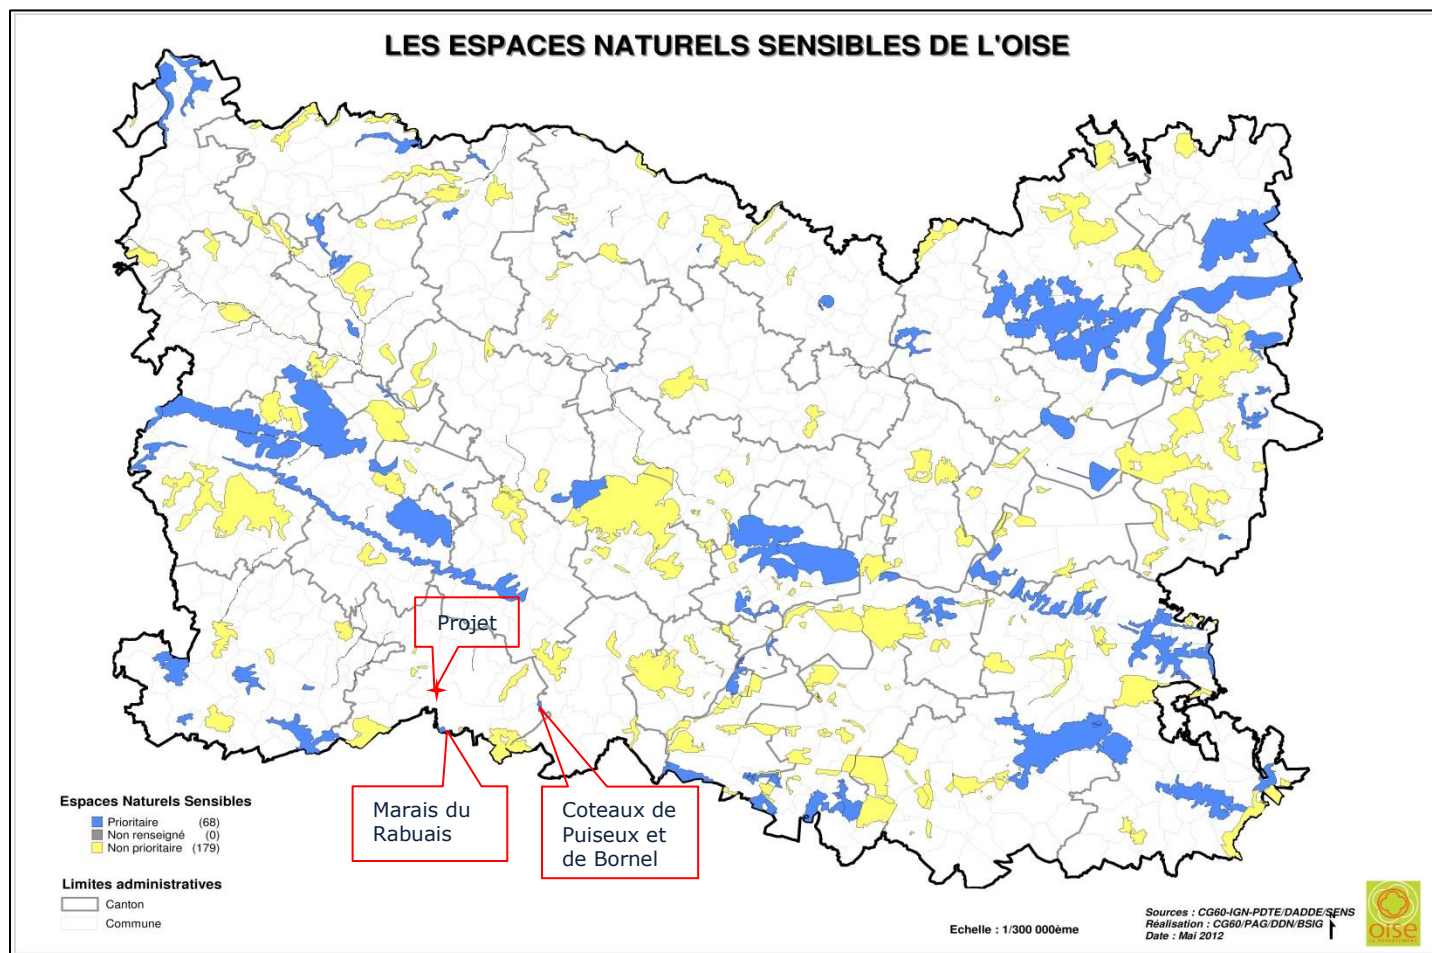 LES ESPACES NATURELS SENSIBLES DE L'OISE
Projet
Marais du
Rabuais
Coteaux de
Puiseux et
de Bornel
Espaces Naturels Sensibles
Prioritaire (68)
Non renseigné (0)
Non prioritaire (179)
Limites administratives
Canton
Commune
Echelle : 1/300 000ème
Sources : CG60-IGN-PDTE/DADDE/SENS
Réalisation : CG60/PAG/DDN/BSIG
Date : Mai 2012
oise
LE DÉPARTEMENT